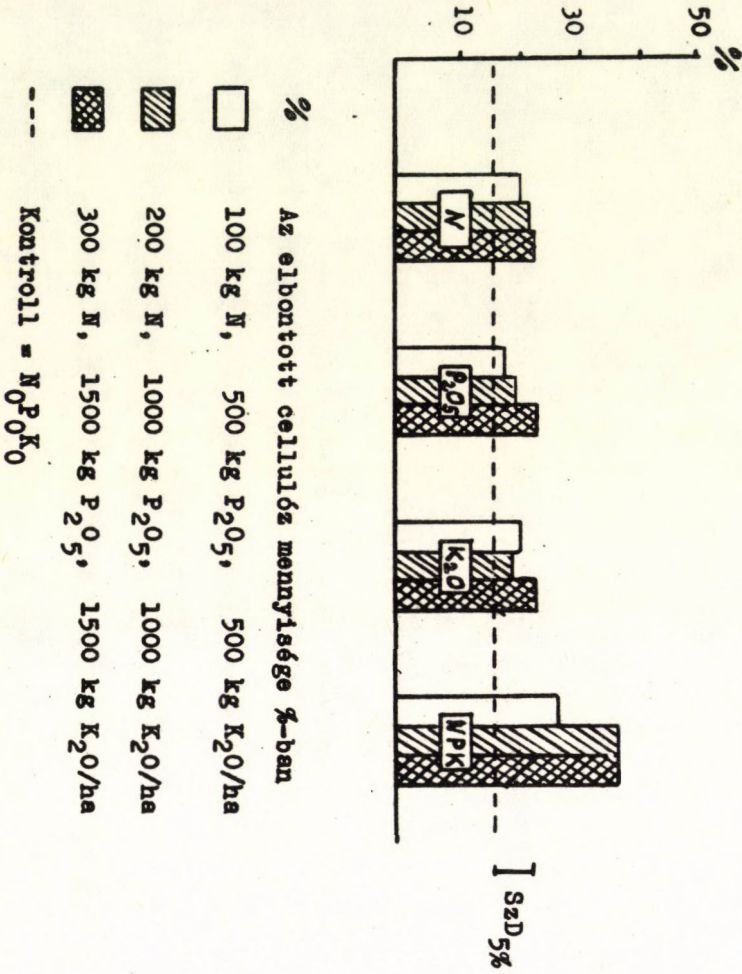 %
50
30
10
N
P₂O₅
K₂O
NPK
SzD5%
% Az elbontott cellulóz mennyisége %-ban
100 kg N, 500 kg P₂O₅, 500 kg K₂O/ha
200 kg N, 1000 kg P₂O₅, 1000 kg K₂O/ha
300 kg N, 1500 kg P₂O₅, 1500 kg K₂O/ha
--- Kontroll = N₀P₀K₀